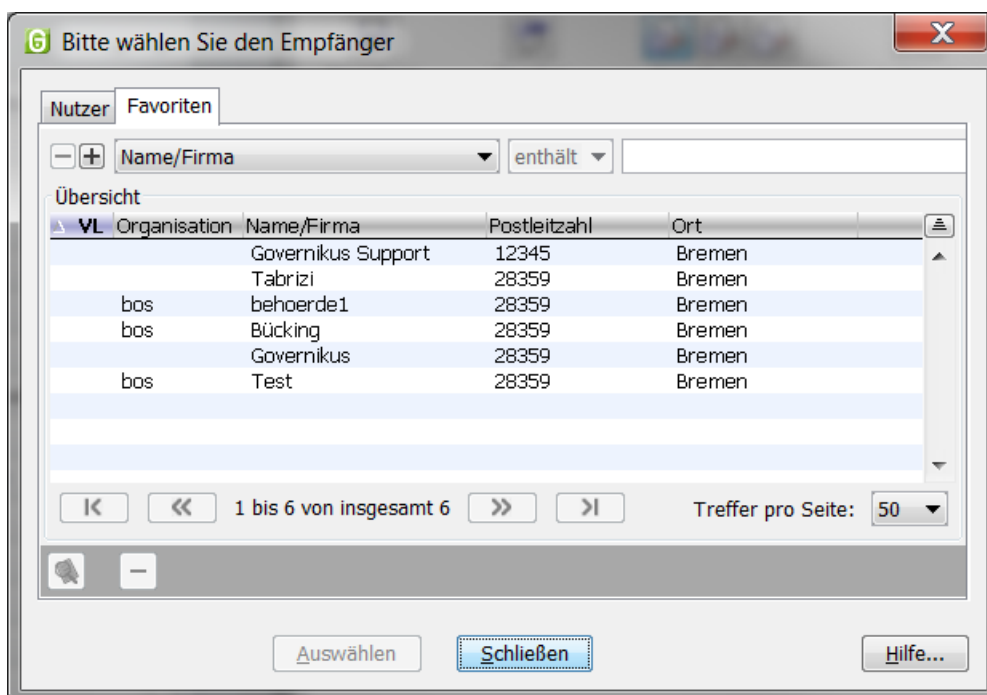 Bitte wählen Sie den Empfänger
Nutzer Favoriten
Name/Firma enthält
Übersicht
VL Organisation Name/Firma Postleitzahl Ort
Governikus Support 12345 Bremen
Tabrizi 28359 Bremen
bos behoerde1 28359 Bremen
bos Bücking 28359 Bremen
Governikus 28359 Bremen
bos Test 28359 Bremen
1 bis 6 von insgesamt 6 Treffer pro Seite: 50
Auswählen Schließen Hilfe...